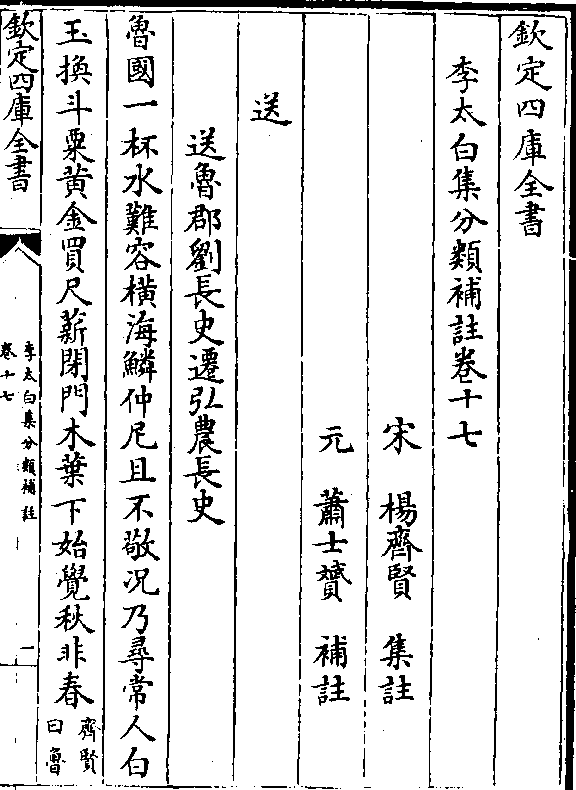 欽定四庫全書
李太白集分類補註卷十七
宋 楊齊賢 集註
元 蕭士贇 補註
送
送魯郡劉長史遷弘農長史
魯國一杯水難容橫海鱗仲尼且不敬况乃尋常人白
玉換斗粟黄金買尺薪閉門木葉下始覺秋非春齊賢
曰魯
欽定四庫全書
李太白集分類補註
卷十七
一